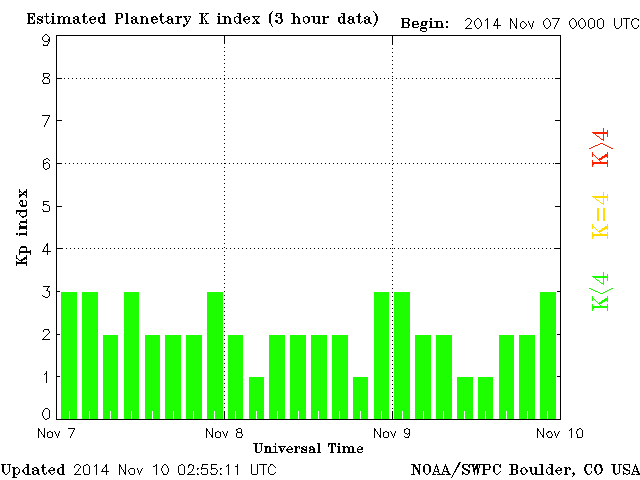 Estimated Planetary K index (3 hour data) Begin: 2014 Nov 07 0000 UTC
9
8
7
6
5
4
3
2
1
0
Kp index
K>4
K=4
K<4
Nov 7 Nov 8 Nov 9 Nov 10
Universal Time
Updated 2014 Nov 10 02:55:11 UTC NOAA/SWPC Boulder, CO USA